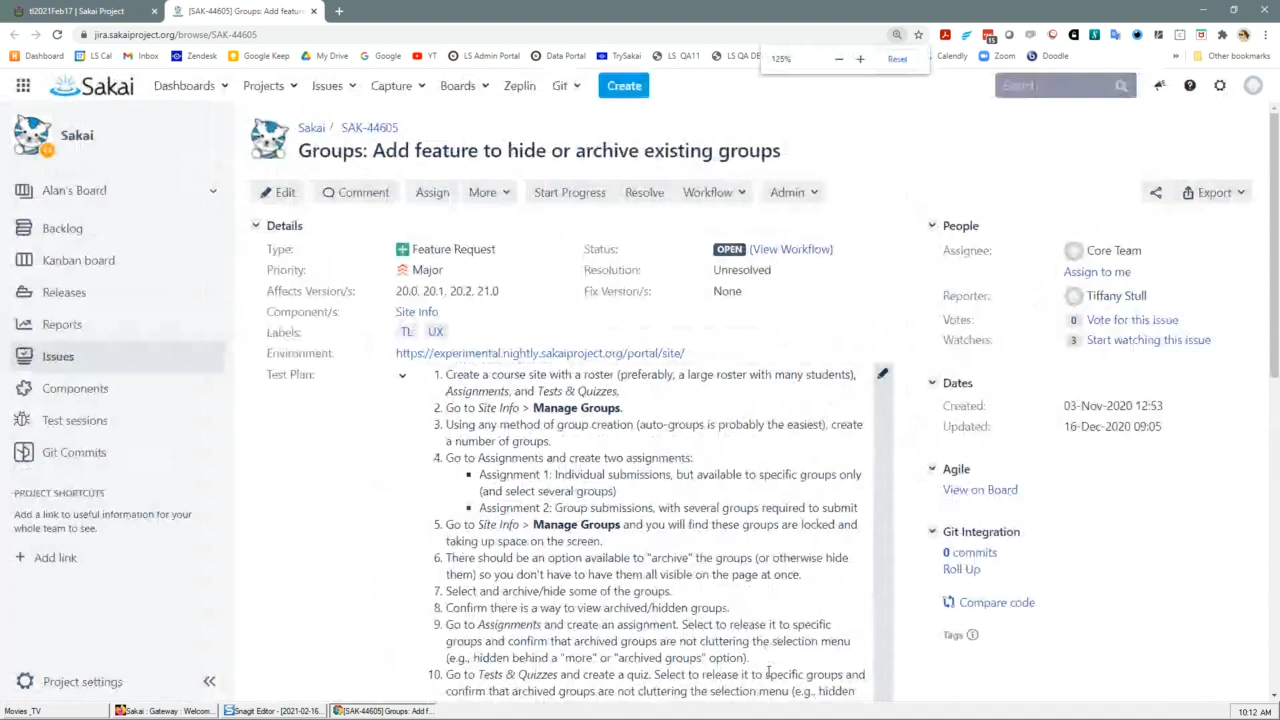 tl2021Feb17 | Sakai Project
[SAK-44605] Groups: Add featur
jira.sakaiproject.org/browse/SAK-44605
15
Dashboard
LS Cal
Inbox
Zendesk
Google Keep
My Drive
Google
YT
LS Admin Portal
Data Portal
TrySakai
LS QA11
LS QA DE
Calendly
Zoom
Doodle
»
Other bookmarks
125%
Reset
Sakai
Dashboards
Projects
Issues
Capture
Boards
Zeplin
Git
Create
Search
Sakai
Sakai / SAK-44605
Groups: Add feature to hide or archive existing groups
Edit
Comment
Assign
More
Start Progress
Resolve
Workflow
Admin
Export
Alan's Board
Backlog
Kanban board
Releases
Reports
Issues
Components
Test sessions
Git Commits
PROJECT SHORTCUTS
Add a link to useful information for your
whole team to see.
+ Add link
Project settings
Details
Type: Feature Request
Status: OPEN (View Workflow)
Priority: Major
Resolution: Unresolved
Affects Version/s: 20.0, 20.1, 20.2, 21.0
Fix Version/s: None
Component/s: Site Info
Labels: TL UX
Environment: https://experimental.nightly.sakaiproject.org/portal/site/
Test Plan:
1. Create a course site with a roster (preferably, a large roster with many students),
Assignments, and Tests & Quizzes.
2. Go to Site Info > Manage Groups.
3. Using any method of group creation (auto-groups is probably the easiest), create
a number of groups.
4. Go to Assignments and create two assignments:
Assignment 1: Individual submissions, but available to specific groups only
(and select several groups)
Assignment 2: Group submissions, with several groups required to submit
5. Go to Site Info > Manage Groups and you will find these groups are locked and
taking up space on the screen.
6. There should be an option available to "archive" the groups (or otherwise hide
them) so you don't have to have them all visible on the page at once.
7. Select and archive/hide some of the groups.
8. Confirm there is a way to view archived/hidden groups.
9. Go to Assignments and create an assignment. Select to release it to specific
groups and confirm that archived groups are not cluttering the selection menu
(e.g., hidden behind a "more" or "archived groups" option).
10. Go to Tests & Quizzes and create a quiz. Select to release it to specific groups and
confirm that archived groups are not cluttering the selection menu (e.g., hidden
People
Assignee: Core Team
Assign to me
Reporter: Tiffany Stull
Votes: 0 Vote for this issue
Watchers: 3 Start watching this issue
Dates
Created: 03-Nov-2020 12:53
Updated: 16-Dec-2020 09:05
Agile
View on Board
Git Integration
0 commits
Roll Up
Compare code
Tags
Movies _TV
Sakai : Gateway : Welcom...
Snagit Editor - [2021-02-16...
[SAK-44605] Groups: Add f...
10:12 AM